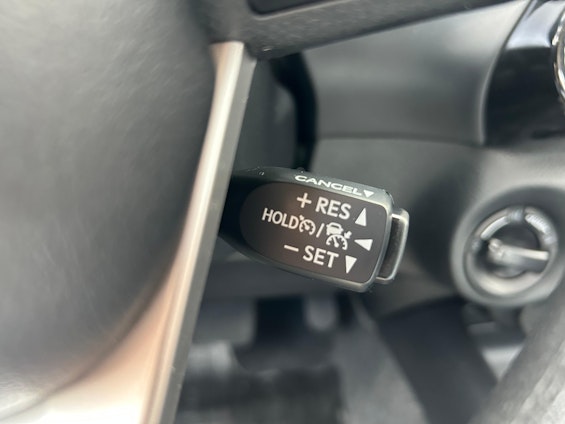 CANCEL▼
+ RES ▲
HOLD / ◀
− SET ▼